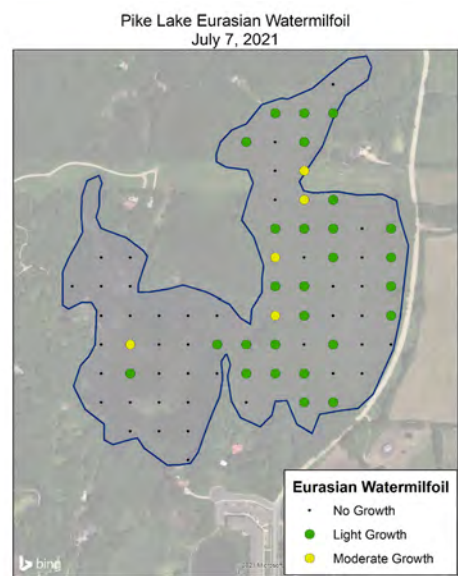 Pike Lake Eurasian Watermilfoil
July 7, 2021
Eurasian Watermilfoil
No Growth
Light Growth
Moderate Growth
bing